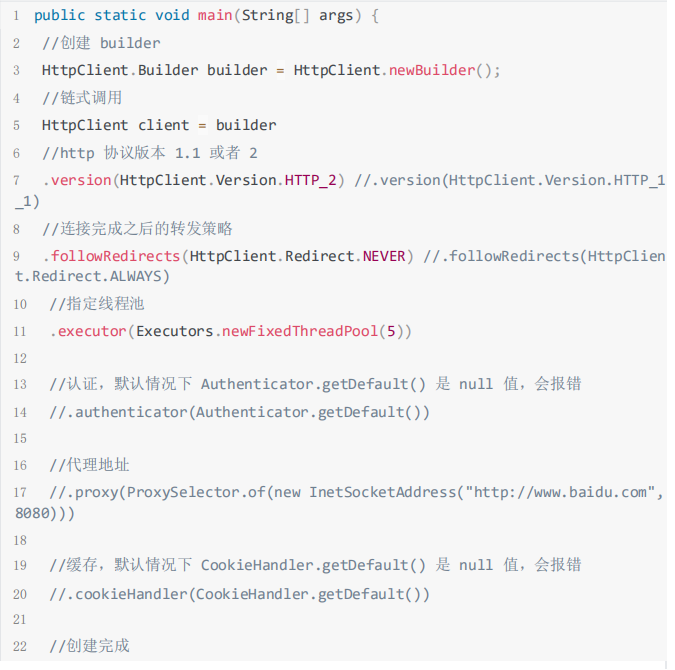 1 public static void main(String[] args) {
2 //创建 builder
3 HttpClient.Builder builder = HttpClient.newBuilder();
4 //链式调用
5 HttpClient client = builder
6 //http 协议版本 1.1 或者 2
7 .version(HttpClient.Version.HTTP_2) //.version(HttpClient.Version.HTTP_1
_1)
8 //连接完成之后的转发策略
9 .followRedirects(HttpClient.Redirect.NEVER) //.followRedirects(HttpClien
t.Redirect.ALWAYS)
10 //指定线程池
11 .executor(Executors.newFixedThreadPool(5))
12
13 //认证，默认情况下 Authenticator.getDefault() 是 null 值，会报错
14 //.authenticator(Authenticator.getDefault())
15
16 //代理地址
17 //.proxy(ProxySelector.of(new InetSocketAddress("http://www.baidu.com",
8080)))
18
19 //缓存，默认情况下 CookieHandler.getDefault() 是 null 值，会报错
20 //.cookieHandler(CookieHandler.getDefault())
21
22 //创建完成